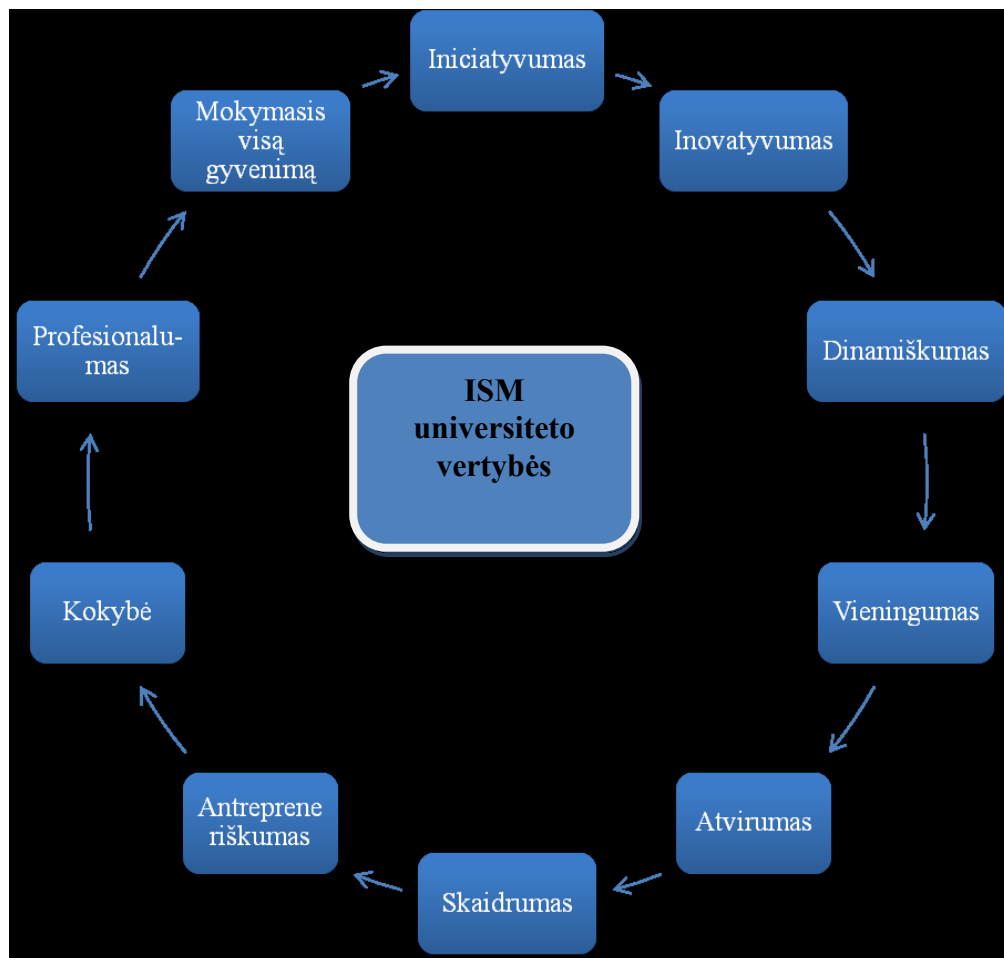 Iniciatyvumas
Inovatyvumas
Dinamiškumas
Vieningumas
Atvirumas
Skaidrumas
Antreprene
riškumas
Kokybė
Profesionalu-
mas
Mokymasis
visą
gyvenimą
ISM
universiteto
vertybės